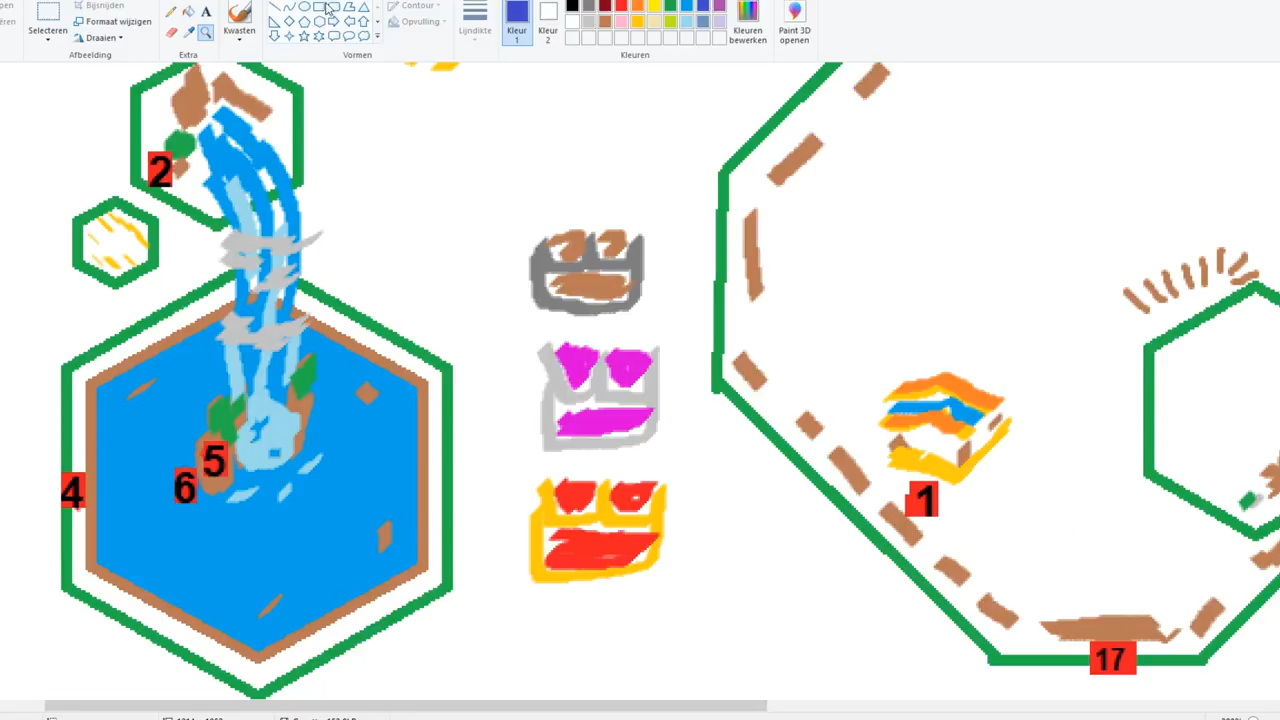 Bijsnijden
Formaat wijzigen
Draaien
Selecteren
Afbeelding
A
Extra
Kwasten
Contour
Opvulling
Vormen
Lijndikte
Kleur
1
Kleur
2
Kleuren
bewerken
Kleuren
Paint 3D
openen
2
5
6
4
1
17